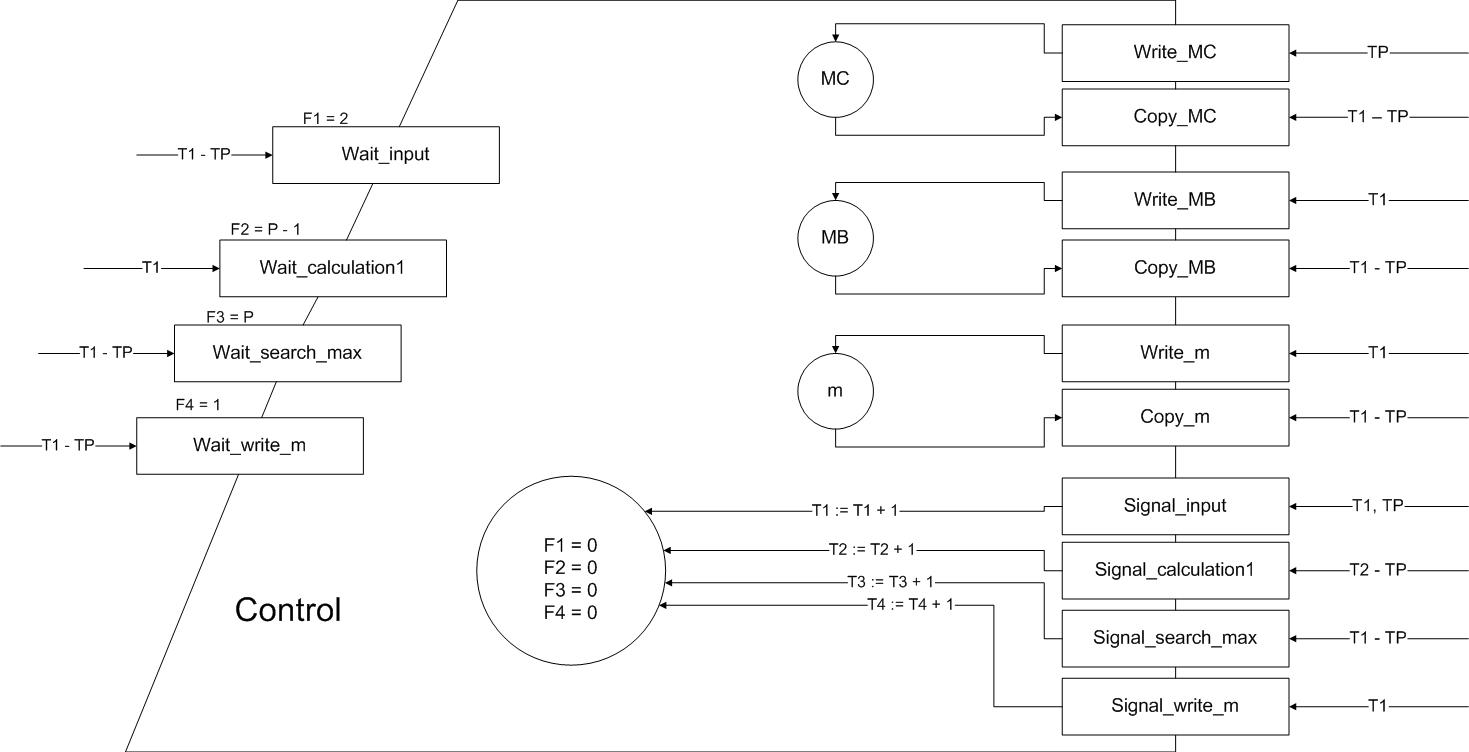 Write_MC
TP
MC
Copy_MC
T1 – TP
F1 = 2
T1 - TP
Wait_input
Write_MB
T1
F2 = P - 1
MB
T1
Wait_calculation1
Copy_MB
T1 - TP
F3 = P
T1 - TP
Wait_search_max
Write_m
T1
m
F4 = 1
T1 - TP
Wait_write_m
Copy_m
T1 - TP
T1 := T1 + 1
Signal_input
T1, TP
F1 = 0
F2 = 0
F3 = 0
F4 = 0
T2 := T2 + 1
Signal_calculation1
T2 - TP
T3 := T3 + 1
T4 := T4 + 1
Control
Signal_search_max
T1 - TP
Signal_write_m
T1